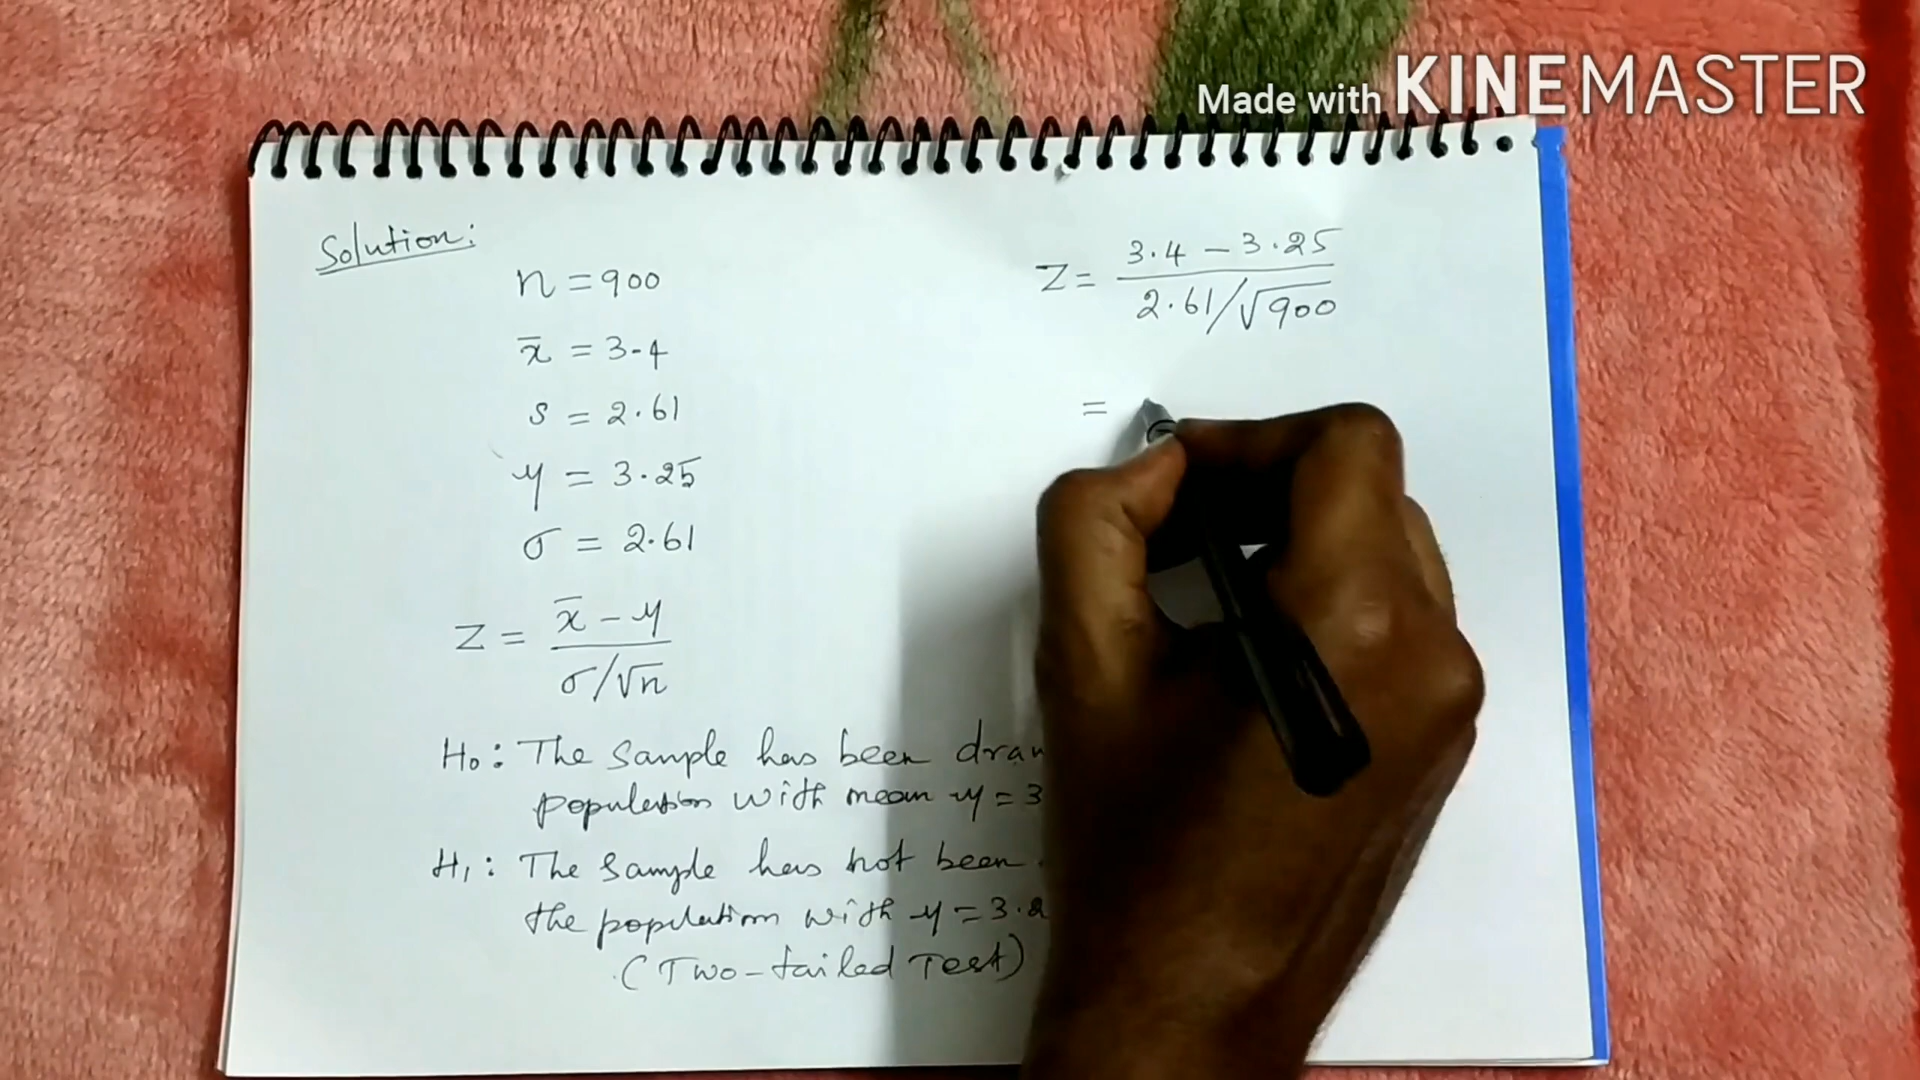 Made with KINEMASTER
Solution:
n = 900
x̄ = 3.4
s = 2.61
μ = 3.25
σ = 2.61
Z = (x̄ - μ) / (σ/√n)
H₀: The sample has been
population with mean μ = 3
H₁: The sample has not been
the population with μ = 3.2
(Two-tailed Test)
Z = (3.4 - 3.25) / (2.61/√900)
=